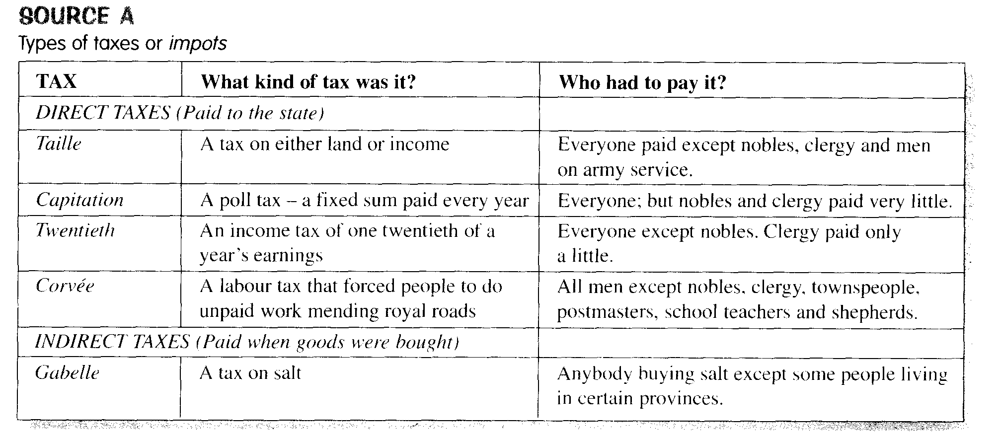 SOURCE A
Types of taxes or impots
TAX
What kind of tax was it?
Who had to pay it?
DIRECT TAXES (Paid to the state)
Taille
A tax on either land or income
Everyone paid except nobles, clergy and men
on army service.
Capitation
A poll tax – a fixed sum paid every year
Everyone; but nobles and clergy paid very little.
Twentieth
An income tax of one twentieth of a
year's earnings
Everyone except nobles. Clergy paid only
a little.
Corvée
A labour tax that forced people to do
unpaid work mending royal roads
All men except nobles, clergy, townspeople,
postmasters, school teachers and shepherds.
INDIRECT TAXES (Paid when goods were bought)
Gabelle
A tax on salt
Anybody buying salt except some people living
in certain provinces.